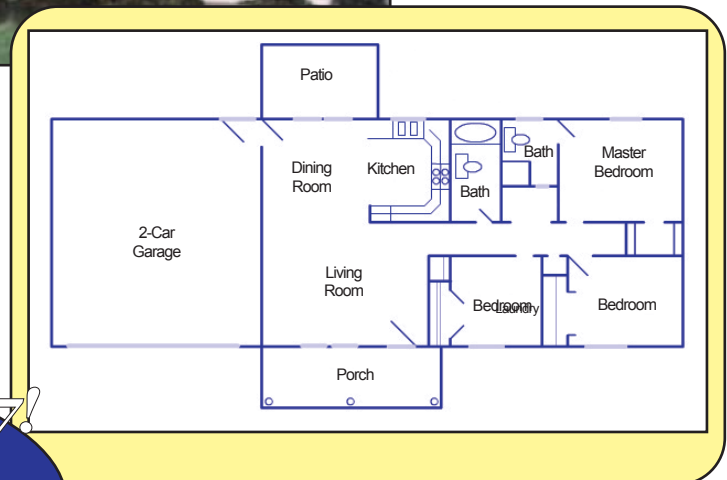 Patio
Dining
Room
Kitchen
Bath
Bath
Master
Bedroom
2-Car
Garage
Living
Room
Bedroom
Laundry
Bedroom
Porch
!